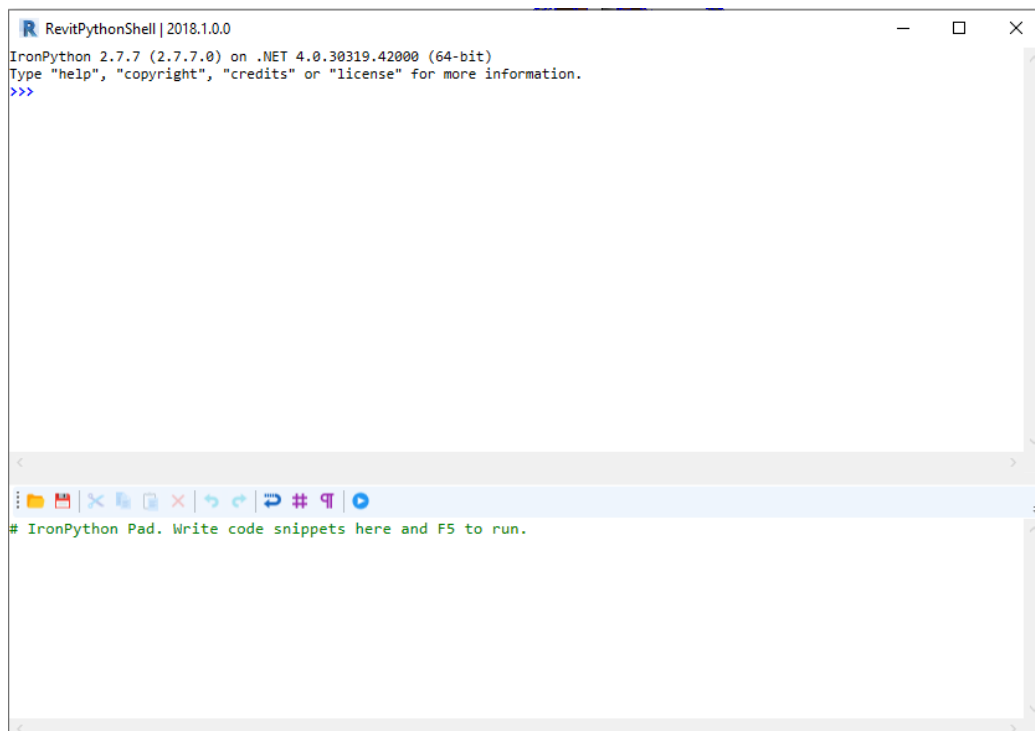 R RevitPythonShell | 2018.1.0.0
IronPython 2.7.7 (2.7.7.0) on .NET 4.0.30319.42000 (64-bit)
Type "help", "copyright", "credits" or "license" for more information.
>>>
# IronPython Pad. Write code snippets here and F5 to run.